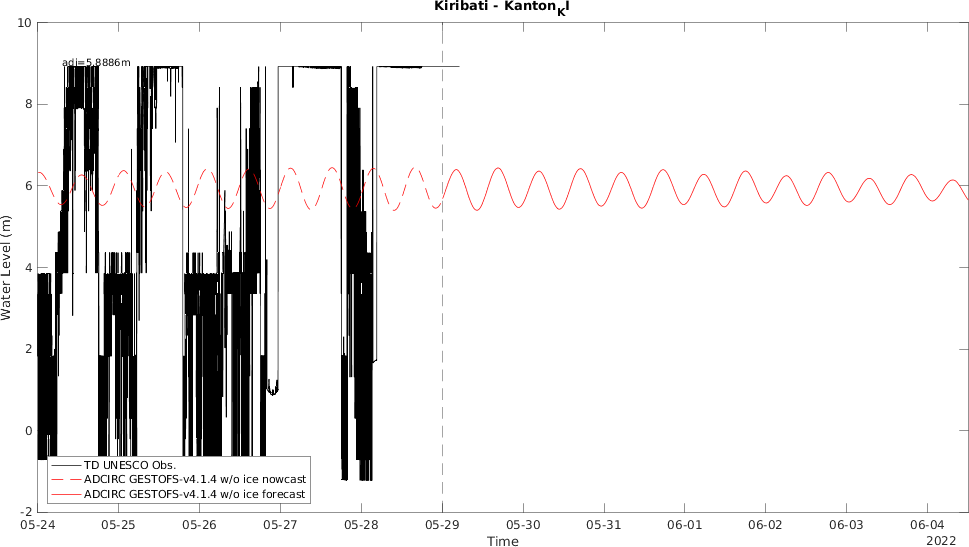 Kiribati - Kanton_KI
10
adj=5.8886m
8
6
4
2
0
-2
Water Level (m)
TD UNESCO Obs.
ADCIRC GESTOFS-v4.1.4 w/o ice nowcast
ADCIRC GESTOFS-v4.1.4 w/o ice forecast
05-24 05-25 05-26 05-27 05-28 05-29 05-30 05-31 06-01 06-02 06-03 06-04
Time
2022